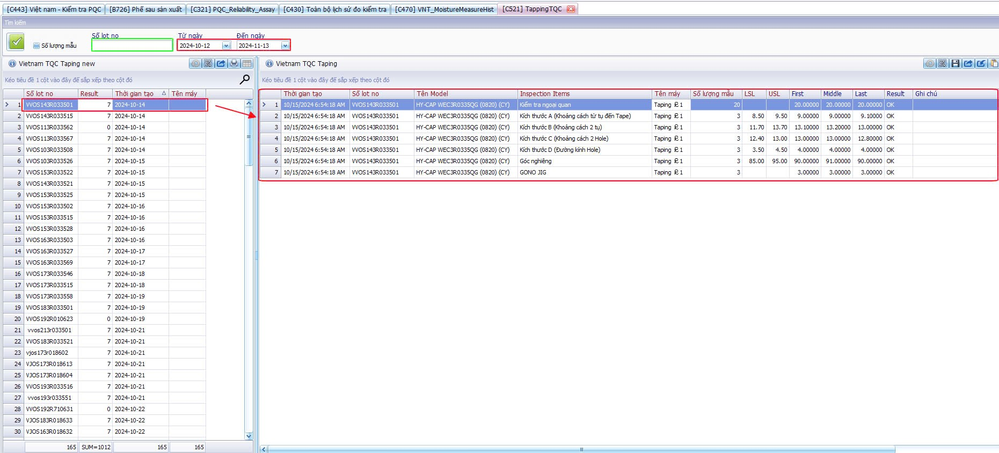 [C443] Việt nam - Kiểm tra PQC [B726] Phế sau sản xuất [C321] PQC_Reliability_Assay [C430] Toàn bộ lịch sử đo kiểm tra [C470] VNT_MoistureMeasureHist [C521] TappingTQC
Tìm kiếm
Số lot no Từ ngày Đến ngày
Số lượng mẫu 2024-10-12 2024-11-13
Vietnam TQC Taping new
Kéo tiêu đề 1 cột vào đây để sắp xếp theo cột đó
Số lot no Result Thời gian tạo Tên máy
1 VVOS143R033501 7 2024-10-14
2 VVOS143R033515 7 2024-10-14
3 VVOS113R033562 0 2024-10-14
4 VVOS113R033567 7 2024-10-14
5 VVOS103R033508 7 2024-10-14
6 VVOS103R033526 7 2024-10-15
7 VVOS153R033522 7 2024-10-15
8 VVOS143R033521 7 2024-10-15
9 VVOS153R033525 7 2024-10-15
10 VVOS153R033502 7 2024-10-16
11 VVOS153R033515 7 2024-10-16
12 VVOS153R033528 7 2024-10-16
13 VVOS163R033503 7 2024-10-16
14 VVOS163R033527 7 2024-10-17
15 VVOS163R033569 7 2024-10-17
16 VVOS173R033546 7 2024-10-18
17 VVOS173R033515 7 2024-10-18
18 VVOS173R033558 7 2024-10-19
19 VVOS183R033501 7 2024-10-19
20 VVOS192R010623 0 2024-10-19
21 vvos213r033501 7 2024-10-21
22 VVOS183R033521 7 2024-10-21
23 vjos173r018602 7 2024-10-21
24 VJOS173R018613 7 2024-10-21
25 VJOS173R018604 7 2024-10-21
26 VVOS193R033516 7 2024-10-21
27 vvos193r033551 7 2024-10-21
28 VVOS192R710631 0 2024-10-22
29 VJOS183R018633 7 2024-10-22
30 VJOS163R018632 7 2024-10-22
165 SUM=1012 165 165
Vietnam TQC Taping
Kéo tiêu đề 1 cột vào đây để sắp xếp theo cột đó
Thời gian tạo Số lot no Tên Model Inspection Items Tên máy Số lượng mẫu LSL USL First Middle Last Result Ghi chú
1 10/15/2024 6:54:18 AM VVOS143R033501 HY-CAP WEC3R0335QG (0820) (CY) Kiểm tra ngoại quan Taping £ 1 20 20.00000 20.00000 20.00000 OK
2 10/15/2024 6:54:18 AM VVOS143R033501 HY-CAP WEC3R0335QG (0820) (CY) Kích thước A (Khoảng cách từ tụ đến Tape) Taping £ 1 3 8.50 9.50 9.00000 9.00000 9.10000 OK
3 10/15/2024 6:54:18 AM VVOS143R033501 HY-CAP WEC3R0335QG (0820) (CY) Kích thước B (Khoảng cách 2 tụ) Taping £ 1 3 11.70 13.70 13.10000 13.20000 13.00000 OK
4 10/15/2024 6:54:18 AM VVOS143R033501 HY-CAP WEC3R0335QG (0820) (CY) Kích thước C (Khoảng cách 2 Hole) Taping £ 1 3 12.40 13.00 13.00000 13.00000 12.80000 OK
5 10/15/2024 6:54:18 AM VVOS143R033501 HY-CAP WEC3R0335QG (0820) (CY) Kích thước D (Đường kính Hole) Taping £ 1 3 3.50 4.50 4.00000 4.00000 4.00000 OK
6 10/15/2024 6:54:18 AM VVOS143R033501 HY-CAP WEC3R0335QG (0820) (CY) Góc nghiêng Taping £ 1 3 85.00 95.00 90.00000 91.00000 90.00000 OK
7 10/15/2024 6:54:18 AM VVOS143R033501 HY-CAP WEC3R0335QG (0820) (CY) GONO JIG Taping £ 1 3 3.00000 3.00000 3.00000 OK